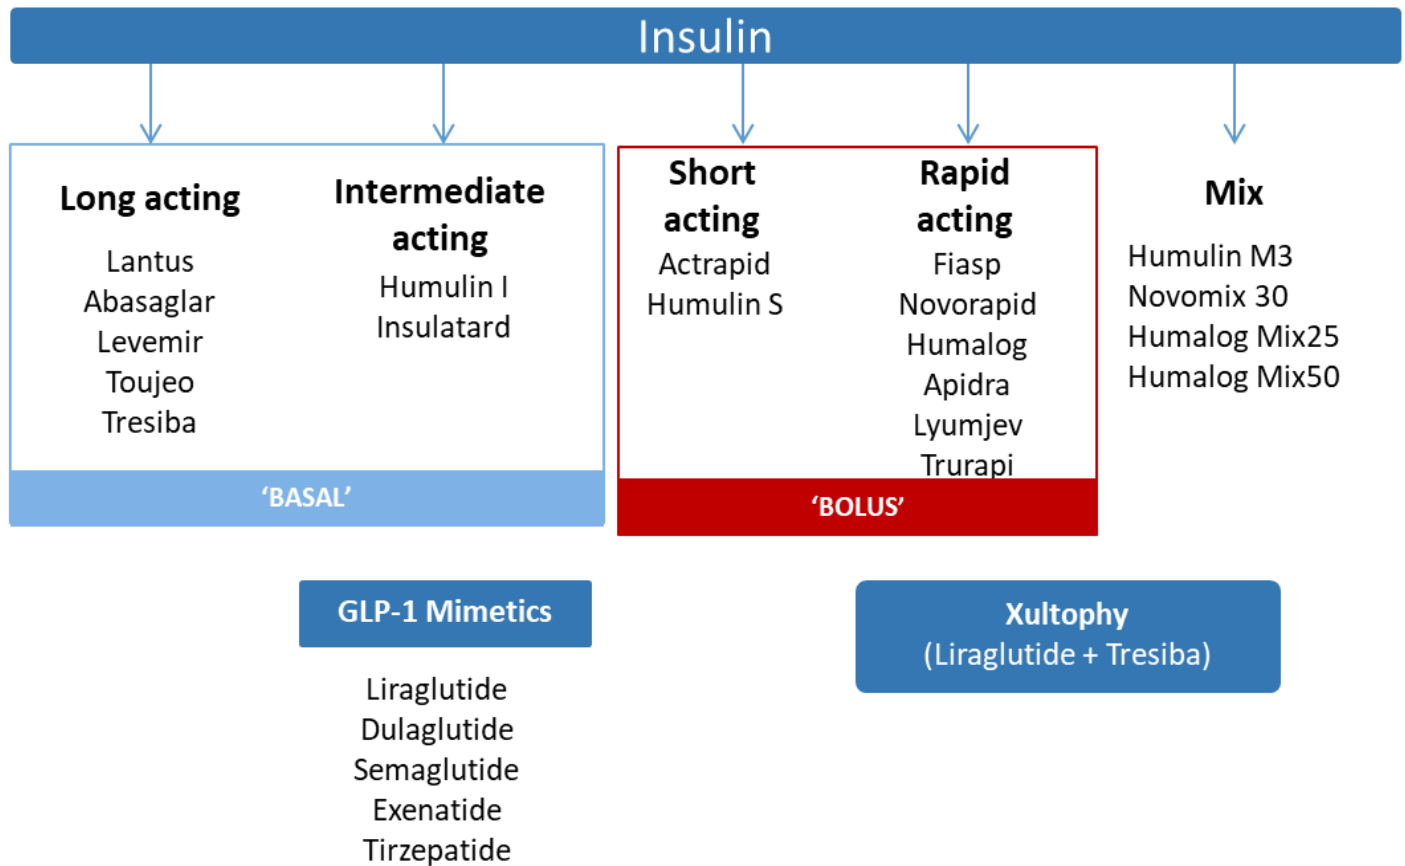 Insulin
Long acting
Lantus
Abasaglar
Levemir
Toujeo
Tresiba
Intermediate
acting
Humulin I
Insulatard
‘BASAL’
Short
acting
Actrapid
Humulin S
Rapid
acting
Fiasp
Novorapid
Humalog
Apidra
Lyumjev
Trurapi
‘BOLUS’
Mix
Humulin M3
Novomix 30
Humalog Mix25
Humalog Mix50
GLP-1 Mimetics
Liraglutide
Dulaglutide
Semaglutide
Exenatide
Tirzepatide
Xultophy
(Liraglutide + Tresiba)